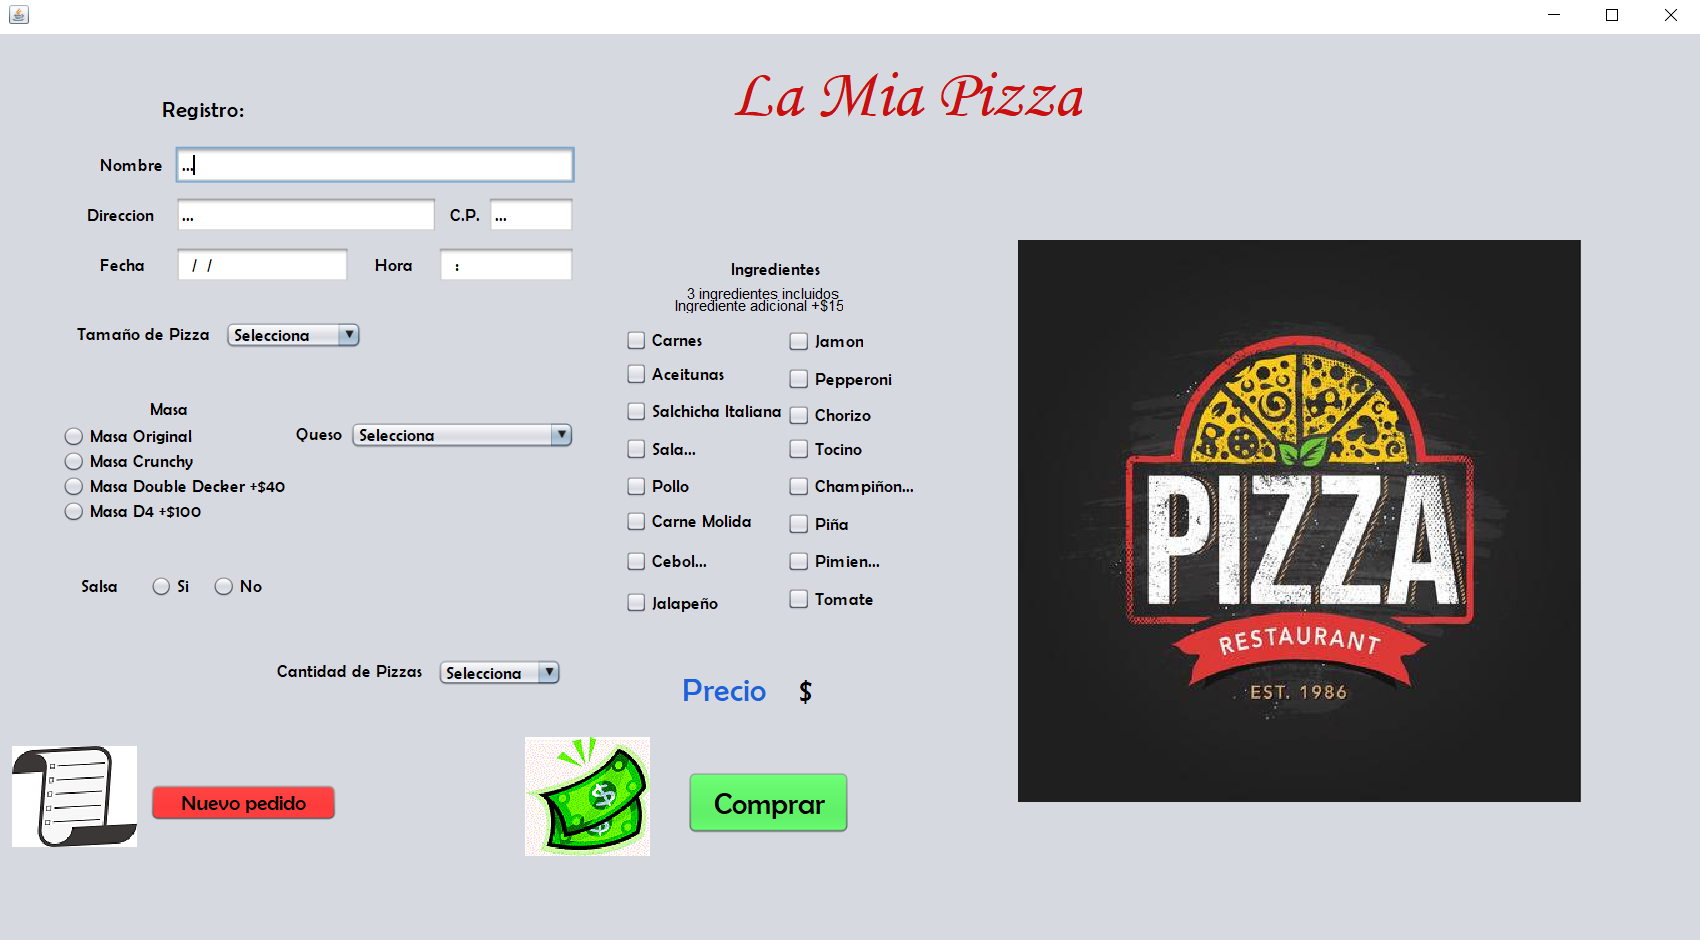 La Mia Pizza
Registro:
Nombre ...
Direccion ... C.P. ...
Fecha / / Hora :
Tamaño de Pizza Selecciona
Masa
Masa Original
Masa Crunchy
Masa Double Decker +$40
Masa D4 +$100
Queso Selecciona
Salsa Si No
Cantidad de Pizzas Selecciona
Ingredientes
3 ingredientes incluidos
Ingrediente adicional +$15
Carnes Jamon
Aceitunas Pepperoni
Salchicha Italiana Chorizo
Sala... Tocino
Pollo Champiñon...
Carne Molida Piña
Cebol... Pimien...
Jalapeño Tomate
Precio $
Nuevo pedido
Comprar
PIZZA
RESTAURANT
EST. 1986